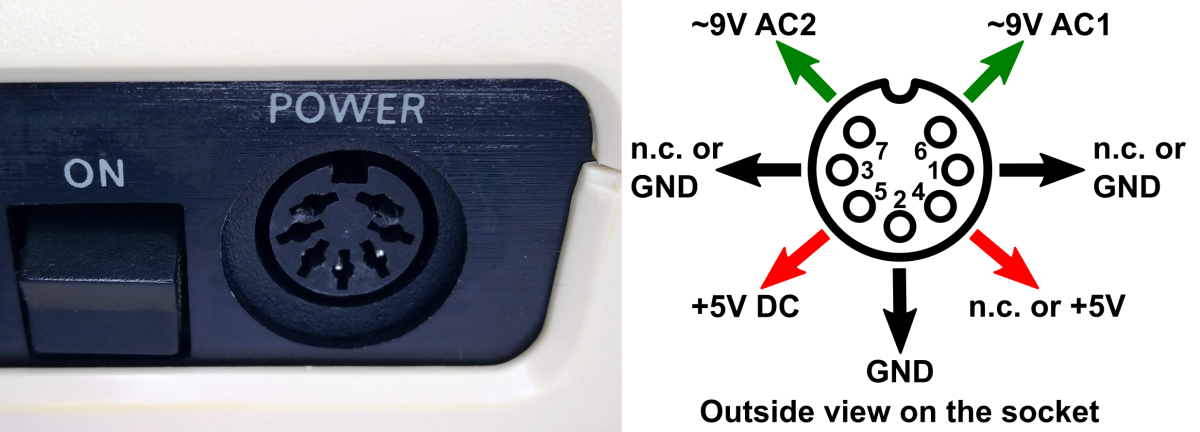 POWER
ON
~9V AC2
~9V AC1
n.c. or
GND
n.c. or
GND
7
6
3
1
5
2
4
+5V DC
n.c. or +5V
GND
Outside view on the socket